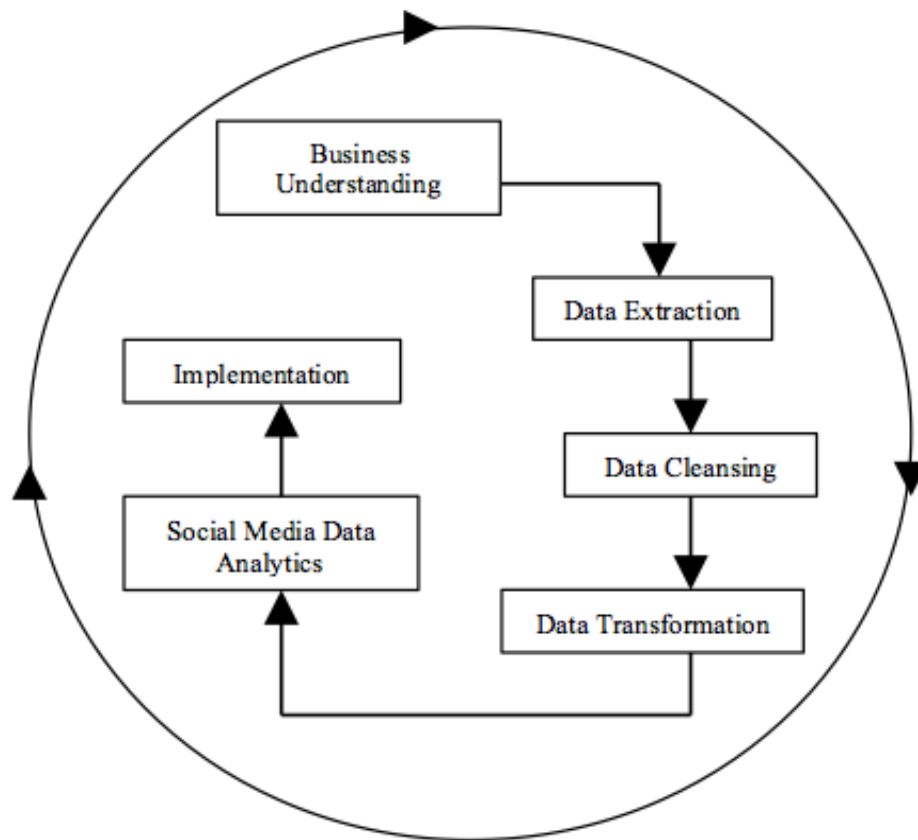 Business
Understanding
Data Extraction
Data Cleansing
Data Transformation
Social Media Data
Analytics
Implementation